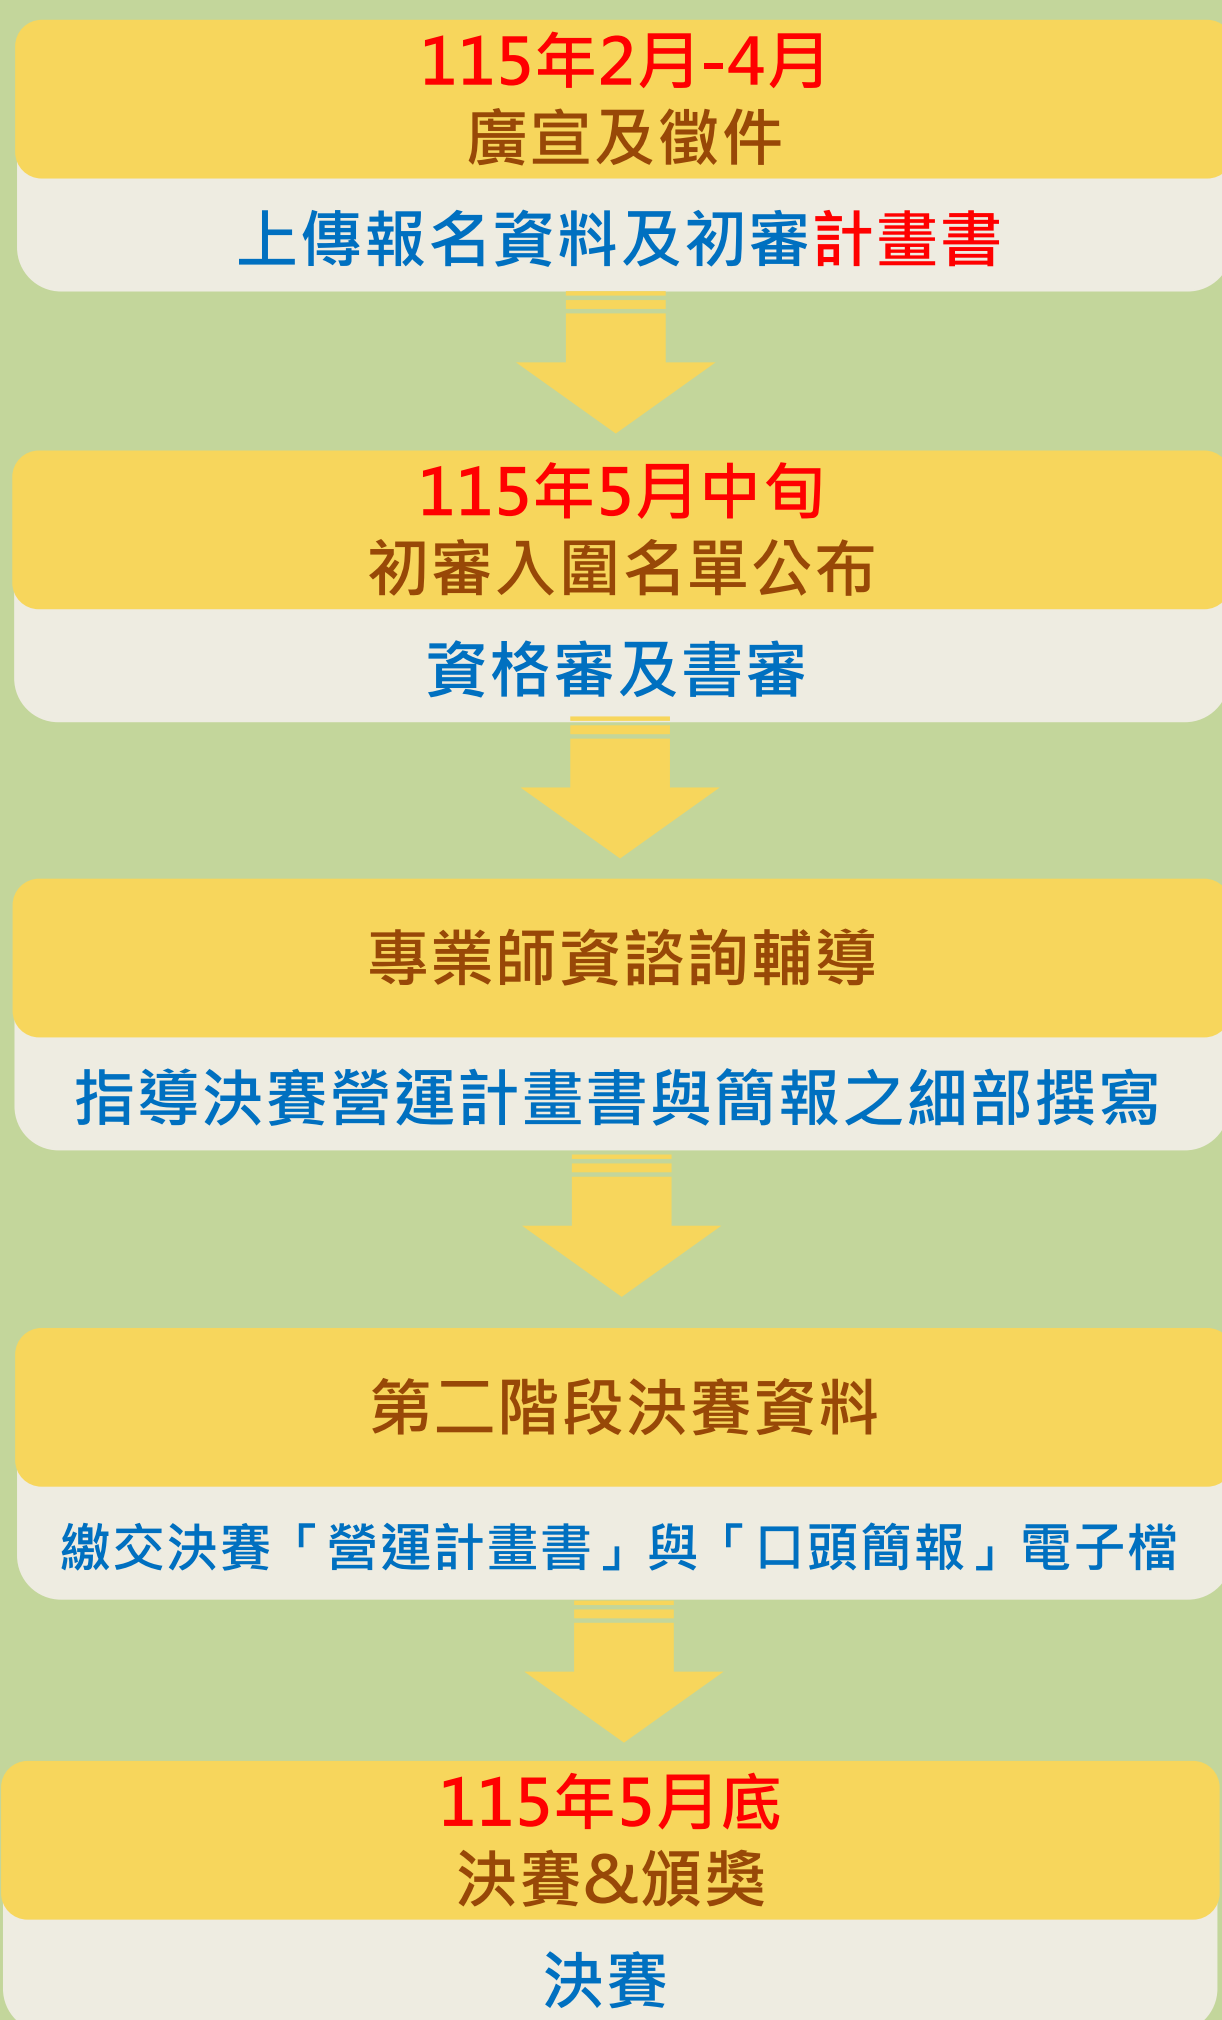 115年2月-4月
廣宣及徵件
上傳報名資料及初審計畫書
115年5月中旬
初審入圍名單公布
資格審及書審
專業師資諮詢輔導
指導決賽營運計畫書與簡報之細部撰寫
第二階段決賽資料
繳交決賽「營運計畫書」與「口頭簡報」電子檔
115年5月底
決賽&頒獎
決賽